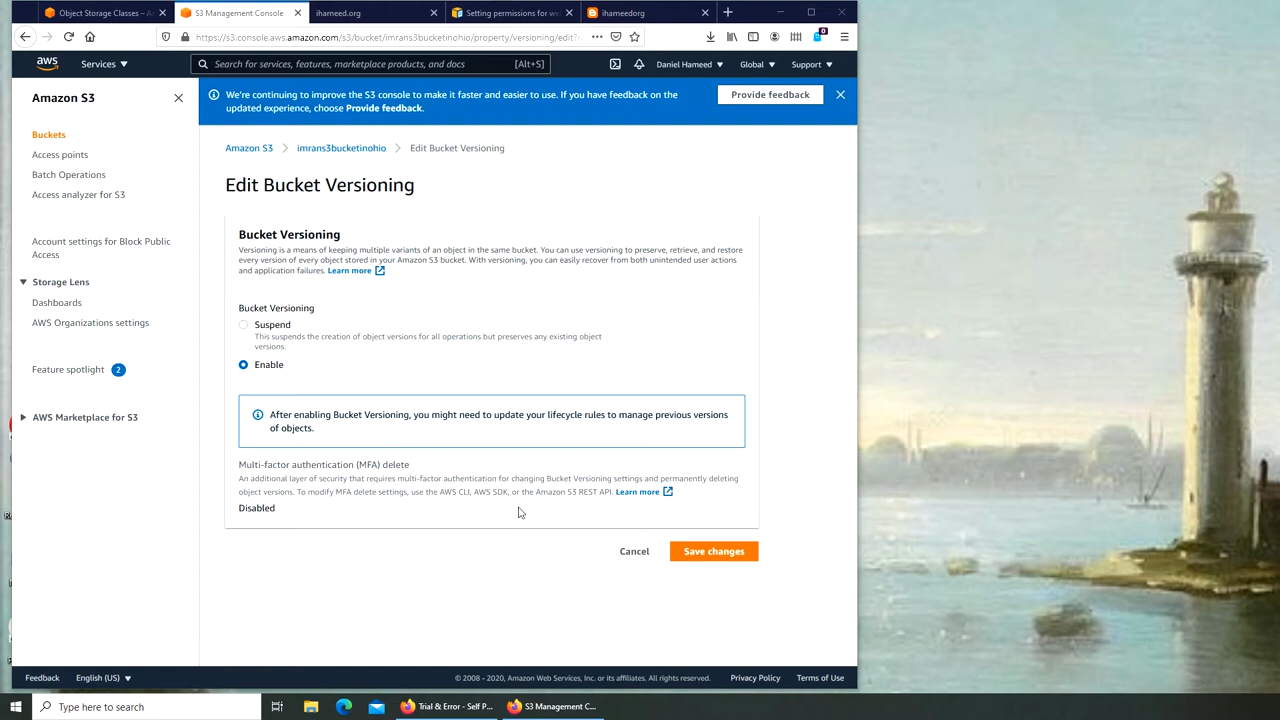 Object Storage Classes – A
S3 Management Console
ihameed.org
Setting permissions for we
ihameedorg
https://s3.console.aws.amazon.com/s3/bucket/imrans3bucketinohio/property/versioning/edit?r
aws
Services
Search for services, features, marketplace products, and docs
[Alt+S]
Daniel Hameed
Global
Support
Amazon S3
We're continuing to improve the S3 console to make it faster and easier to use. If you have feedback on the
updated experience, choose Provide feedback.
Provide feedback
Buckets
Access points
Batch Operations
Access analyzer for S3
Account settings for Block Public
Access
Storage Lens
Dashboards
AWS Organizations settings
Feature spotlight 2
AWS Marketplace for S3
Amazon S3
imrans3bucketinohio
Edit Bucket Versioning
Edit Bucket Versioning
Bucket Versioning
Versioning is a means of keeping multiple variants of an object in the same bucket. You can use versioning to preserve, retrieve, and restore
every version of every object stored in your Amazon S3 bucket. With versioning, you can easily recover from both unintended user actions
and application failures. Learn more
Bucket Versioning
Suspend
This suspends the creation of object versions for all operations but preserves any existing object
versions.
Enable
After enabling Bucket Versioning, you might need to update your lifecycle rules to manage previous versions
of objects.
Multi-factor authentication (MFA) delete
An additional layer of security that requires multi-factor authentication for changing Bucket Versioning settings and permanently deleting
object versions. To modify MFA delete settings, use the AWS CLI, AWS SDK, or the Amazon S3 REST API. Learn more
Disabled
Cancel
Save changes
Feedback
English (US)
© 2008 - 2020, Amazon Web Services, Inc. or its affiliates. All rights reserved.
Privacy Policy
Terms of Use
Type here to search
Trial & Error - Self P...
S3 Management C...